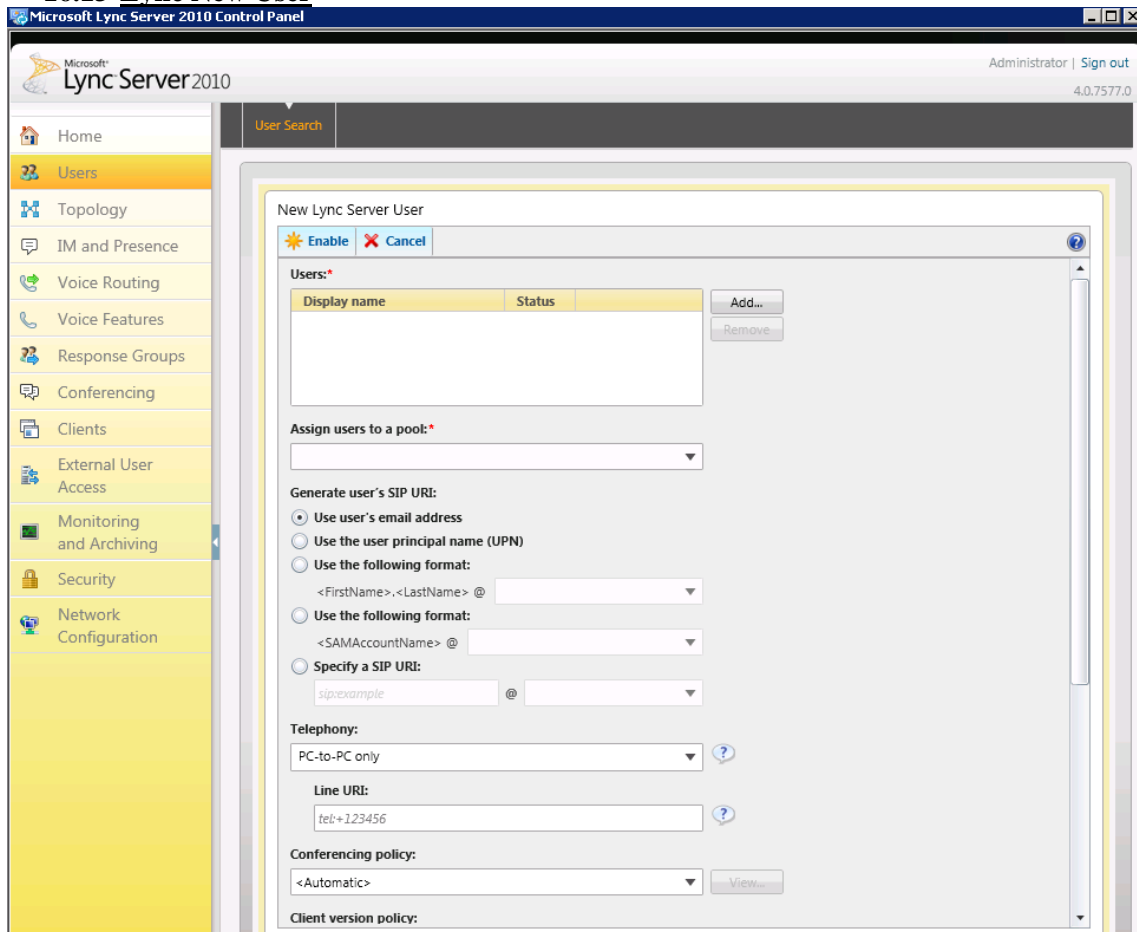 Lync New User
Microsoft Lync Server 2010 Control Panel
Microsoft
Lync Server 2010
Administrator | Sign out
4.0.7577.0
Home
Users
Topology
IM and Presence
Voice Routing
Voice Features
Response Groups
Conferencing
Clients
External User
Access
Monitoring
and Archiving
Security
Network
Configuration
User Search
New Lync Server User
Enable
Cancel
Users:*
Display name
Status
Add...
Remove
Assign users to a pool:*
Generate user's SIP URI:
Use user's email address
Use the user principal name (UPN)
Use the following format:
<FirstName>.<LastName> @
Use the following format:
<SAMAccountName> @
Specify a SIP URI:
sip:example @
Telephony:
PC-to-PC only
Line URI:
tel:+123456
Conferencing policy:
<Automatic>
View...
Client version policy: